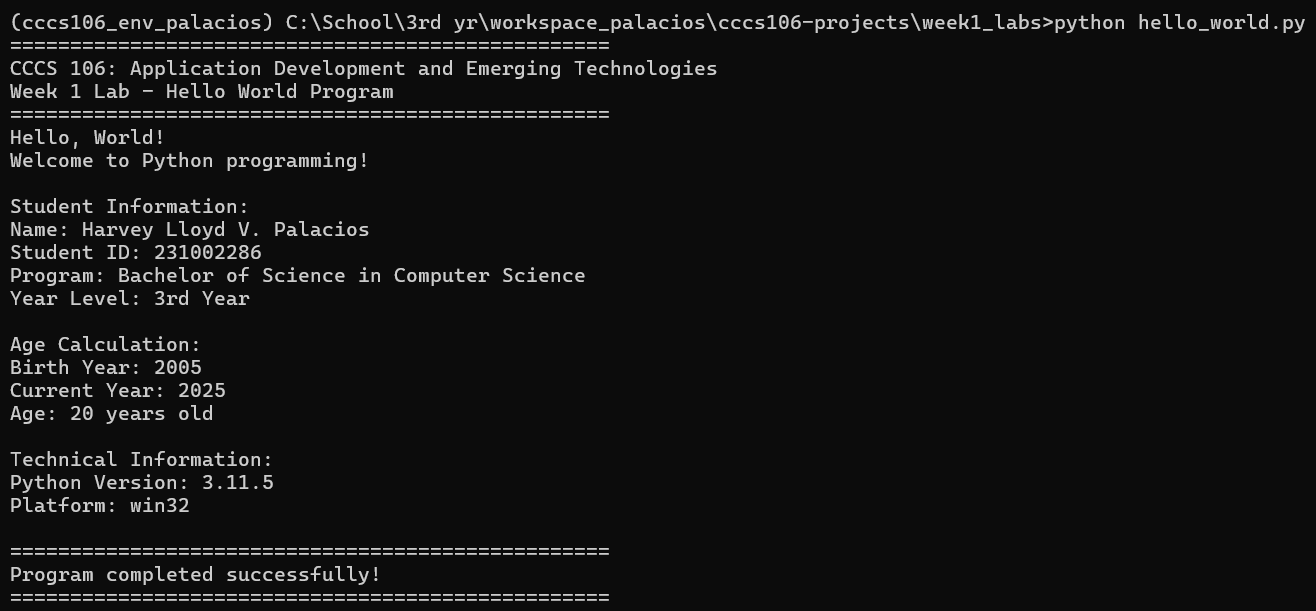 (cccs106_env_palacios) C:\School\3rd yr\workspace_palacios\cccs106-projects\week1_labs>python hello_world.py
==================================================
CCCS 106: Application Development and Emerging Technologies
Week 1 Lab - Hello World Program
==================================================
Hello, World!
Welcome to Python programming!

Student Information:
Name: Harvey Lloyd V. Palacios
Student ID: 231002286
Program: Bachelor of Science in Computer Science
Year Level: 3rd Year

Age Calculation:
Birth Year: 2005
Current Year: 2025
Age: 20 years old

Technical Information:
Python Version: 3.11.5
Platform: win32

==================================================
Program completed successfully!
==================================================